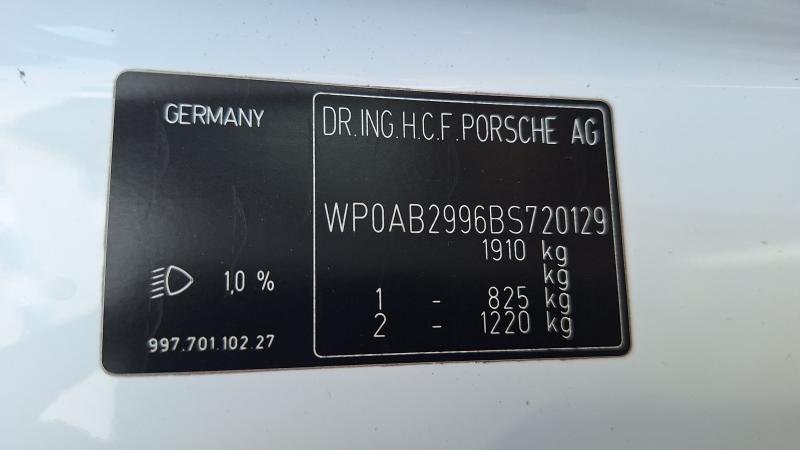 GERMANY
DR.ING.H.C.F.PORSCHE AG
WP0AB2996BS720129
1910 kg
kg
1 - 825 kg
2 - 1220 kg
1,0 %
997.701.102.27